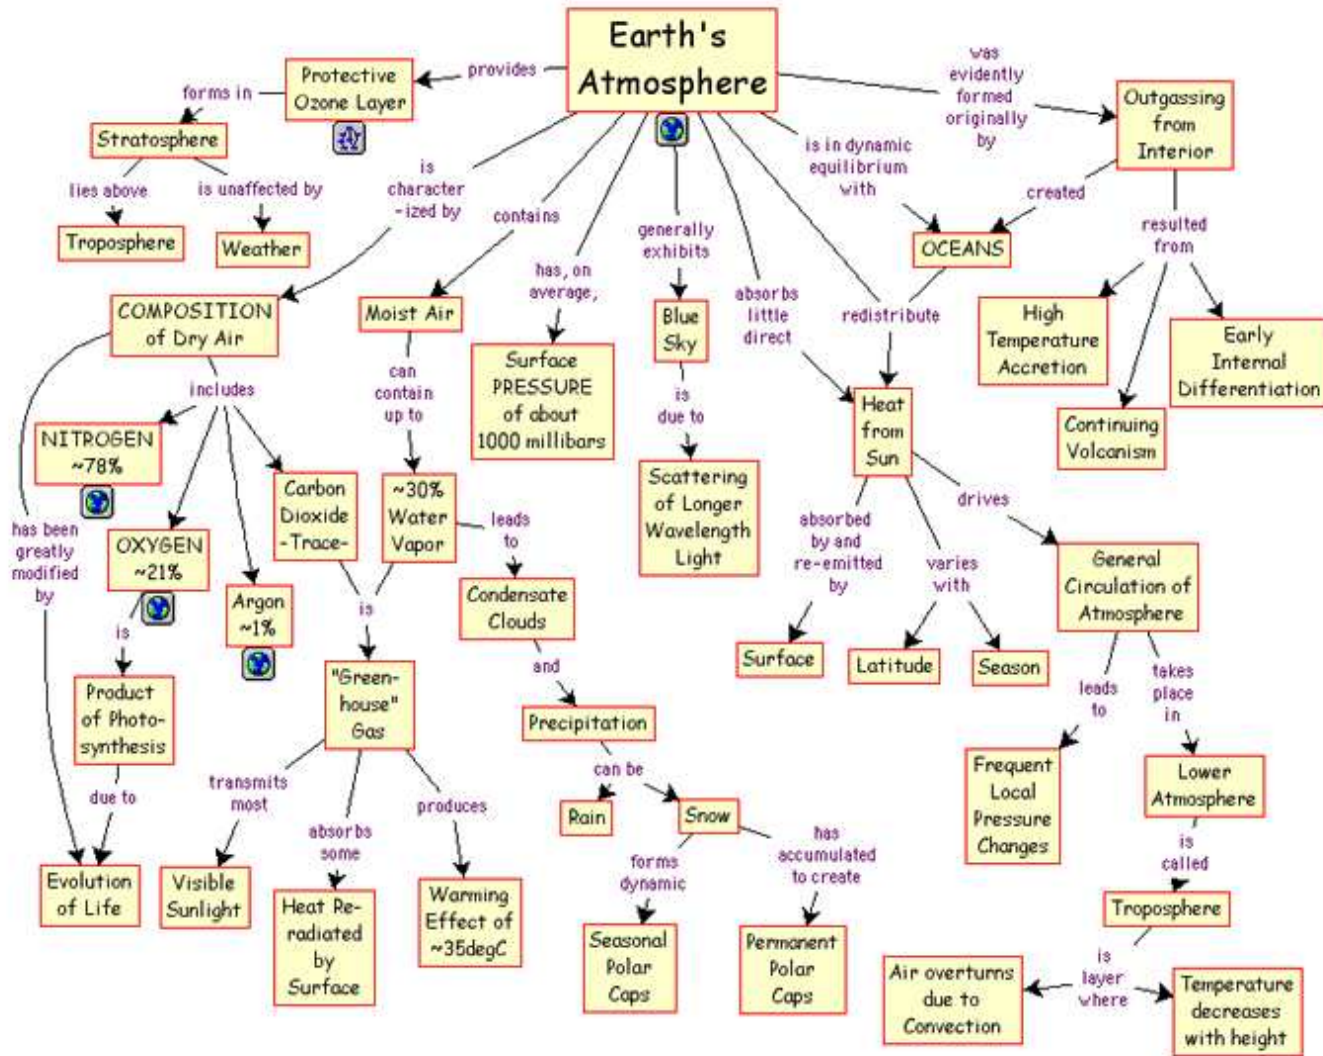 Earth's
Atmosphere
provides
Protective
Ozone Layer
forms in
Stratosphere
lies above
Troposphere
is unaffected by
Weather
is
character
-ized by
COMPOSITION
of Dry Air
includes
NITROGEN
~78%
OXYGEN
~21%
is
Product
of Photo-
synthesis
due to
Evolution
of Life
has been
greatly
modified
by
Argon
~1%
Carbon
Dioxide
-Trace-
contains
Moist Air
can
contain
up to
~30%
Water
Vapor
is
"Green-
house"
Gas
transmits
most
Visible
Sunlight
absorbs
some
Heat Re-
radiated
by
Surface
produces
Warming
Effect of
~35degC
leads
to
Condensate
Clouds
and
Precipitation
can be
Rain
Snow
forms
dynamic
Seasonal
Polar
Caps
has
accumulated
to create
Permanent
Polar
Caps
has, on
average,
Surface
PRESSURE
of about
1000 millibars
generally
exhibits
Blue
Sky
is
due to
Scattering
of Longer
Wavelength
Light
absorbs
little
direct
redistribute
Heat
from
Sun
absorbed
by and
re-emitted
by
Surface
varies
with
Latitude
Season
drives
General
Circulation of
Atmosphere
leads
to
Frequent
Local
Pressure
Changes
takes
place
in
Lower
Atmosphere
is
called
Troposphere
is
layer
where
Air overturns
due to
Convection
Temperature
decreases
with height
is in dynamic
equilibrium
with
OCEANS
was
evidently
formed
originally
by
Outgassing
from
Interior
created
resulted
from
High
Temperature
Accretion
Continuing
Volcanism
Early
Internal
Differentiation